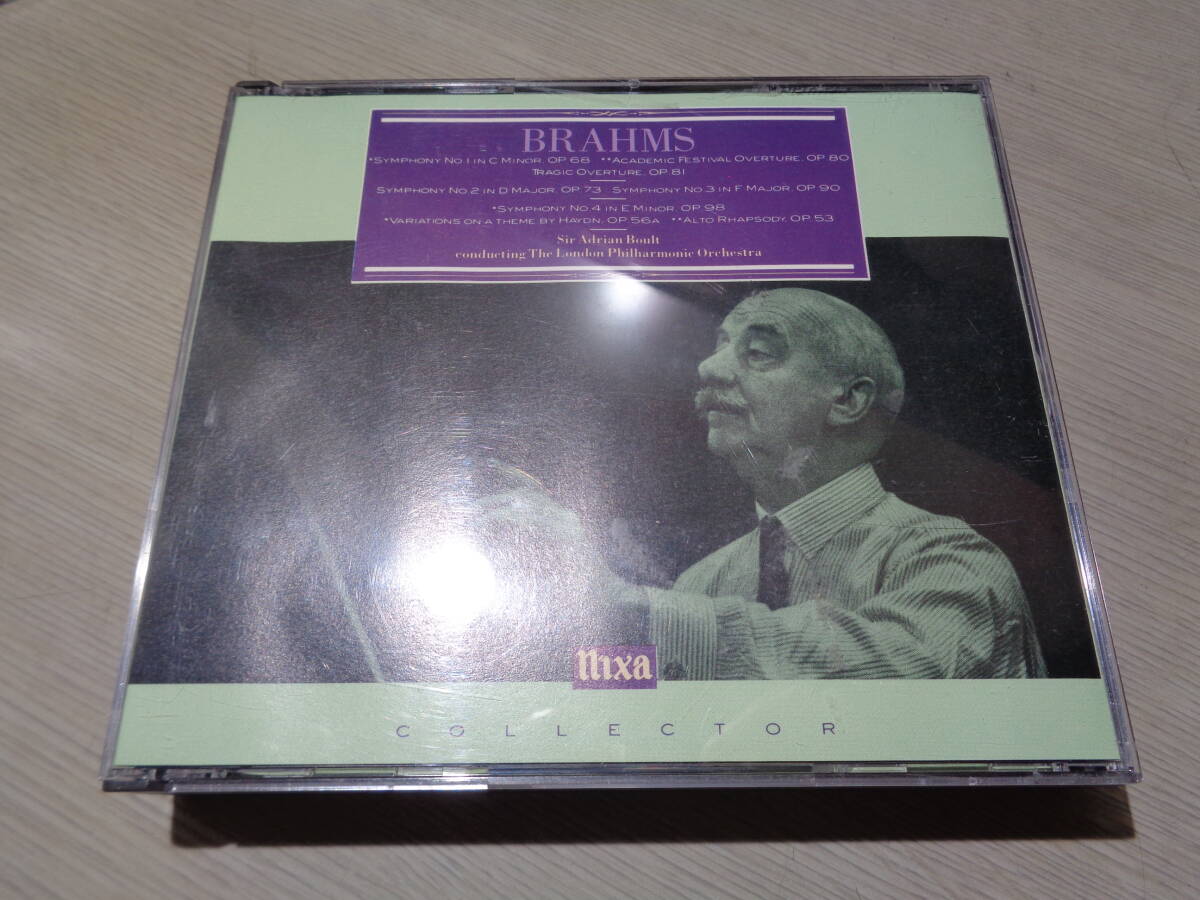 BRAHMS
*SYMPHONY NO.1 IN C MINOR, OP 68 **ACADEMIC FESTIVAL OVERTURE, OP 80
TRAGIC OVERTURE, OP.81
SYMPHONY NO.2 IN D MAJOR, OP.73 SYMPHONY NO.3 IN F MAJOR, OP 90
*SYMPHONY NO.4 IN E MINOR, OP.98
*VARIATIONS ON A THEME BY HAYDN, OP.56A **ALTO RHAPSODY, OP.53
Sir Adrian Boult
conducting The London Philharmonic Orchestra
nixa
COLLECTOR